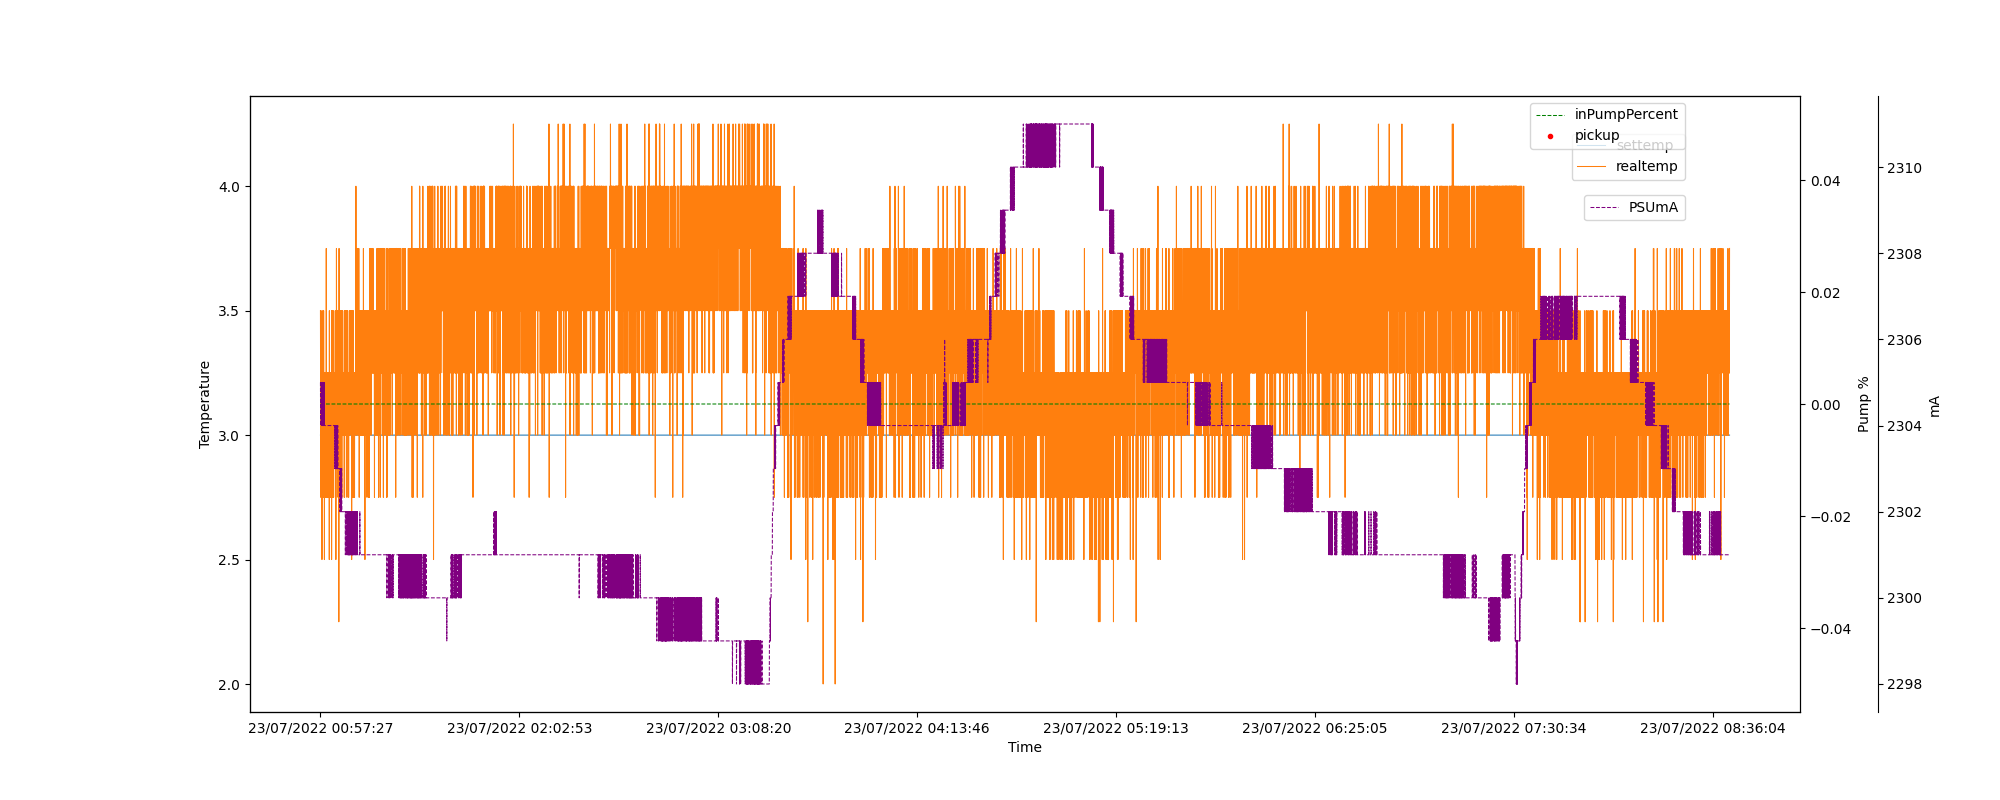 inPumpPercent
pickup
settemp
realtemp
PSUmA
4.0
3.5
3.0
2.5
2.0
Temperature
0.04
0.02
0.00
−0.02
−0.04
Pump %
2310
2308
2306
2304
2302
2300
2298
mA
23/07/2022 00:57:27
23/07/2022 02:02:53
23/07/2022 03:08:20
23/07/2022 04:13:46
23/07/2022 05:19:13
23/07/2022 06:25:05
23/07/2022 07:30:34
23/07/2022 08:36:04
Time